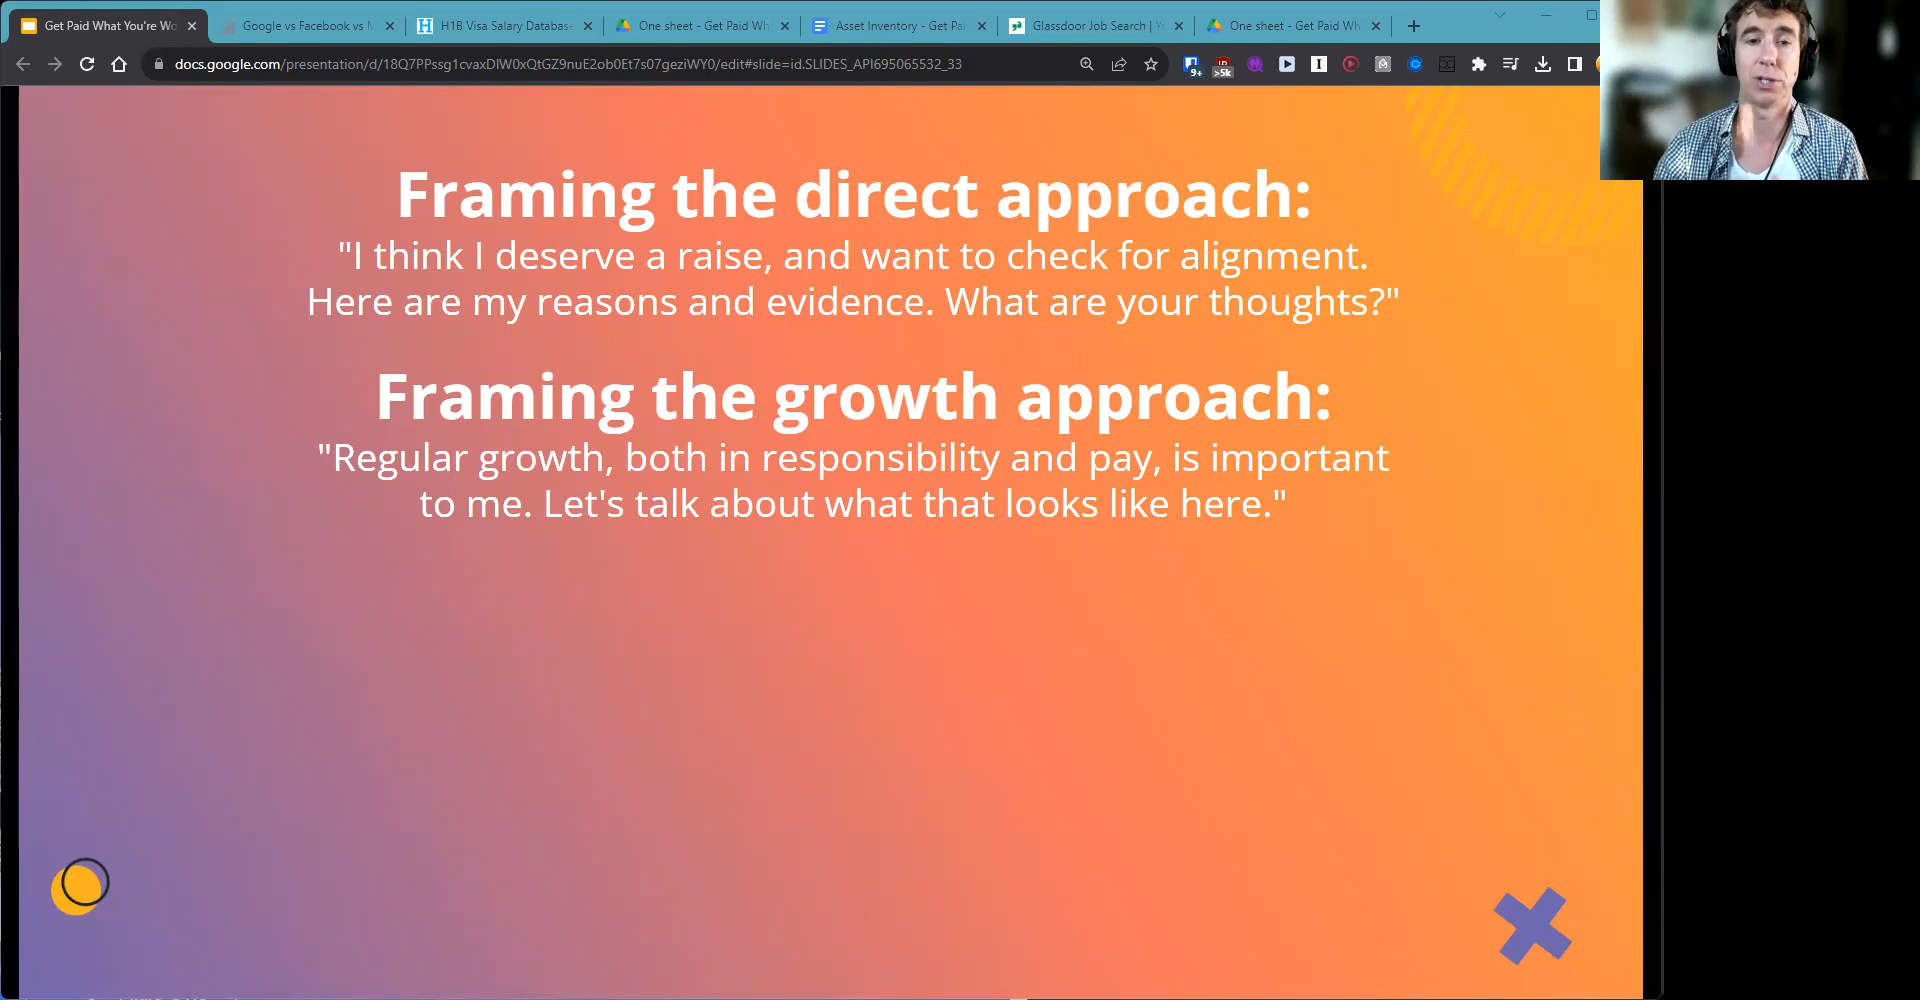 Get Paid What You're Wo
Google vs Facebook vs
H1B Visa Salary Database
One sheet - Get Paid Wh
Asset Inventory - Get Pai
Glassdoor Job Search |
One sheet - Get Paid Wh
docs.google.com/presentation/d/18Q7PPssg1cvaxDlW0xQtGZ9nuE2ob0Et7s07geziWY0/edit#slide=id.SLIDES_API695065532_33
9+
>5k
Framing the direct approach:
"I think I deserve a raise, and want to check for alignment.
Here are my reasons and evidence. What are your thoughts?"
Framing the growth approach:
"Regular growth, both in responsibility and pay, is important
to me. Let's talk about what that looks like here."